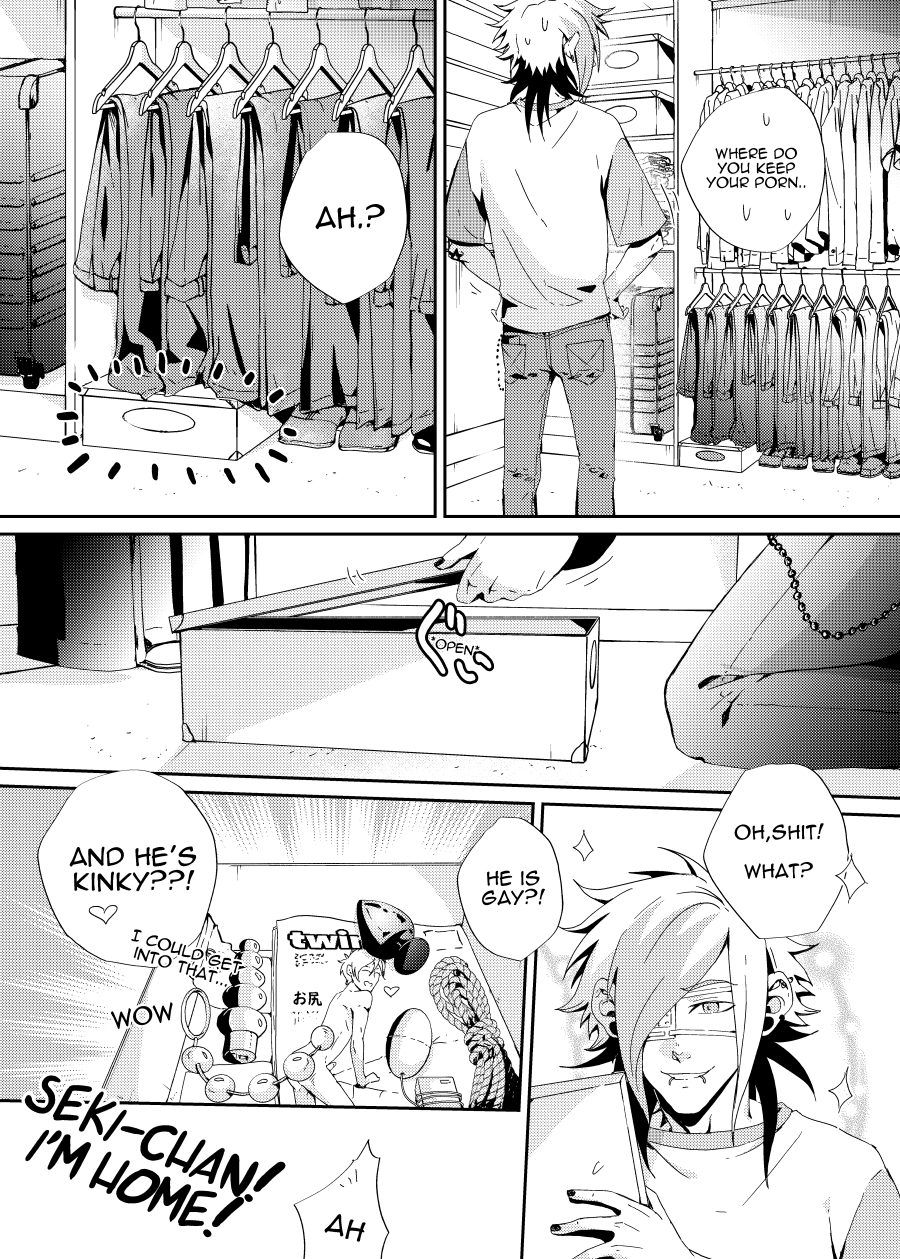 WHERE DO
YOU KEEP
YOUR PORN..
AH,?
*OPEN*
OH,SHIT!
WHAT?
HE IS
GAY?!
AND HE'S
KINKY??!
I COULD GET
INTO THAT...
WOW
twin
お尻
SEKI-CHAN!
I'M HOME!
AH